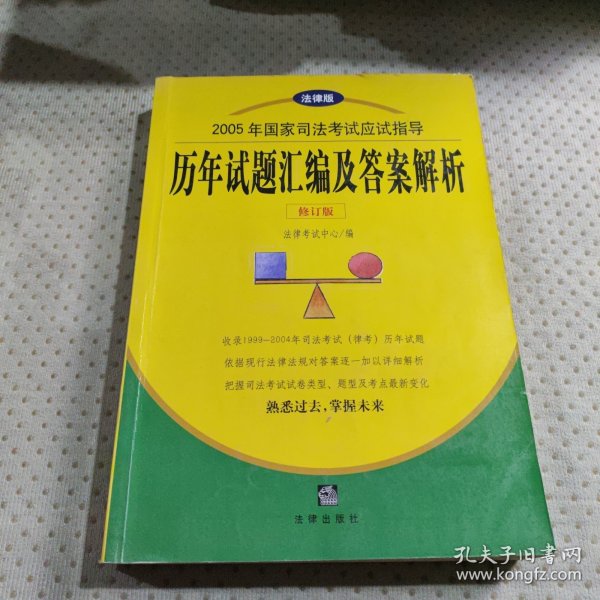 法律版
2005年国家司法考试应试指导
历年试题汇编及答案解析
修订版
法律考试中心/编
收录1999—2004年司法考试（律考）历年试题
依据现行法律法规对答案逐一加以详细解析
把握司法考试试卷类型、题型及考点最新变化
熟悉过去，掌握未来
法律出版社
孔夫子旧书网
www.kongfz.com